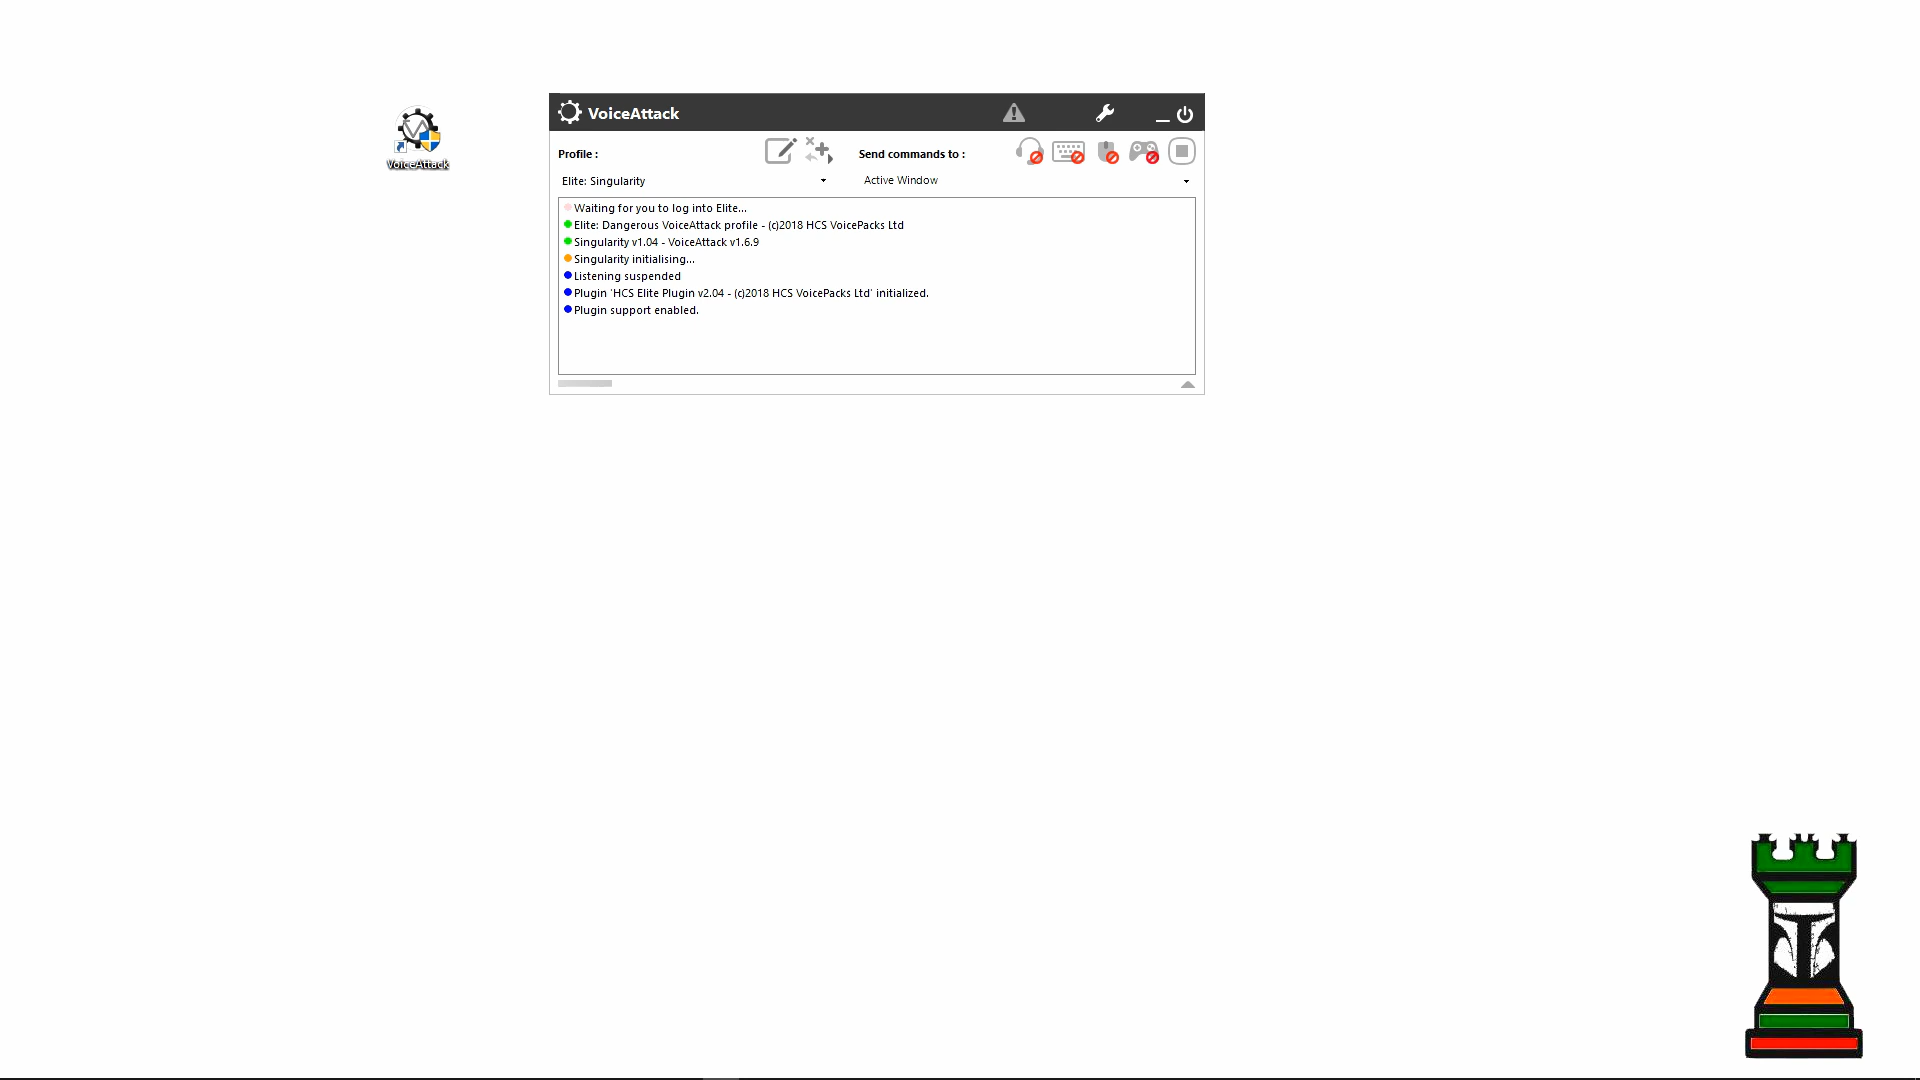 VoiceAttack
VoiceAttack
Profile :
Send commands to :
Elite: Singularity
Active Window
Waiting for you to log into Elite...
Elite: Dangerous VoiceAttack profile - (c)2018 HCS VoicePacks Ltd
Singularity v1.04 - VoiceAttack v1.6.9
Singularity initialising...
Listening suspended
Plugin 'HCS Elite Plugin v2.04 - (c)2018 HCS VoicePacks Ltd' initialized.
Plugin support enabled.